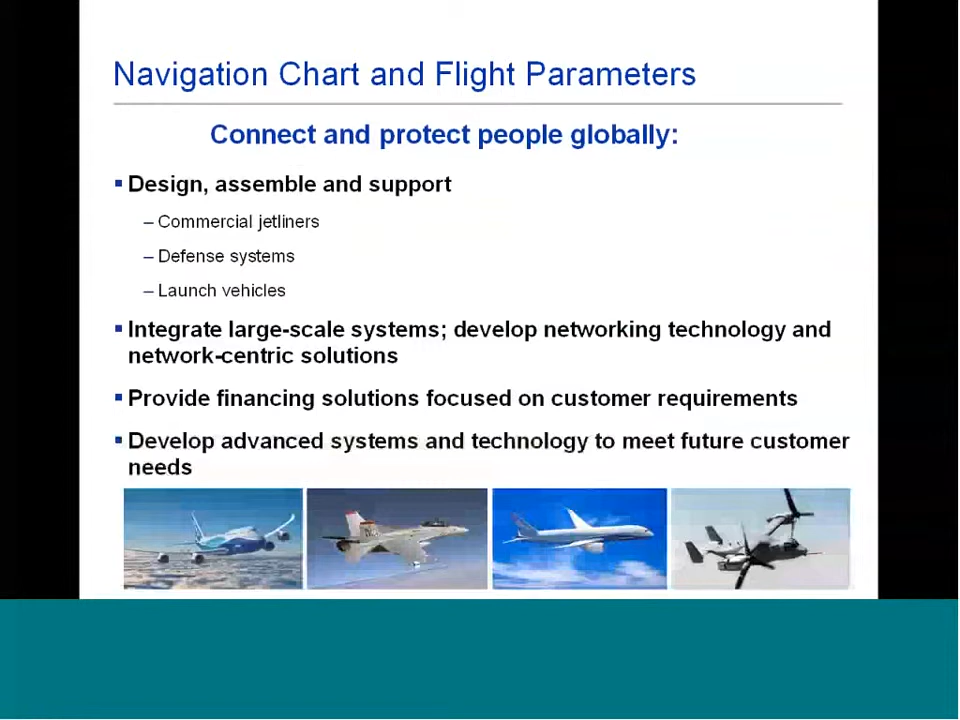 Navigation Chart and Flight Parameters
Connect and protect people globally:
▪ Design, assemble and support
– Commercial jetliners
– Defense systems
– Launch vehicles
▪ Integrate large-scale systems; develop networking technology and
network-centric solutions
▪ Provide financing solutions focused on customer requirements
▪ Develop advanced systems and technology to meet future customer
needs